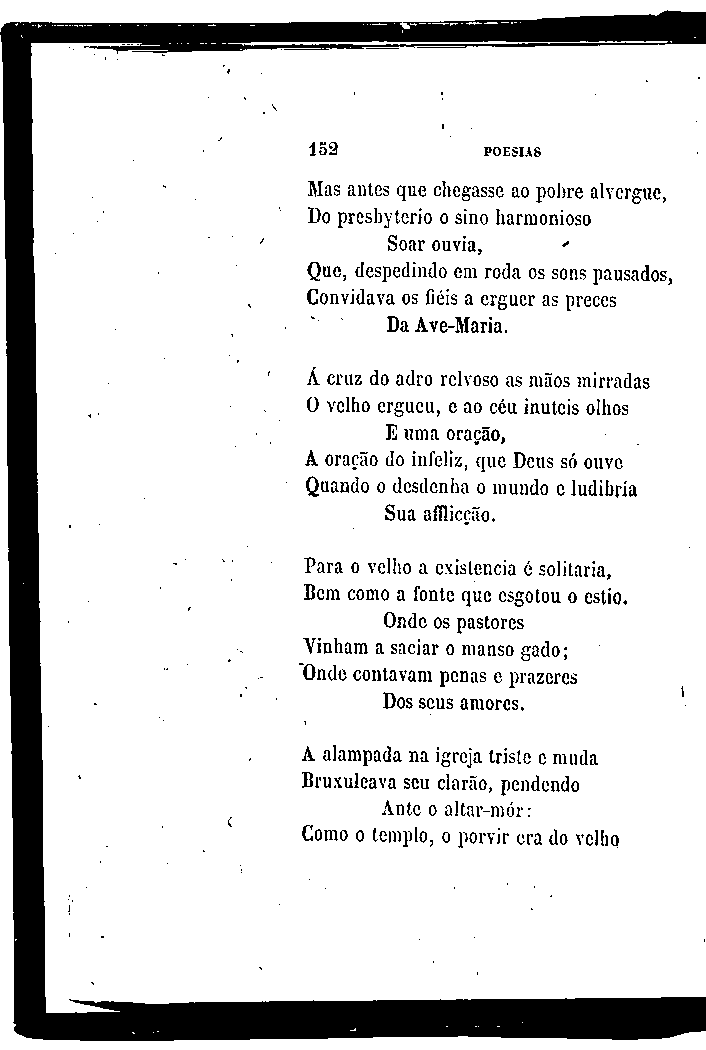 152 POESIAS
Mas antes que chegasse ao pobre alvergue,
Do presbyterio o sino harmonioso
Soar ouvia,
Que, despedindo em roda os sons pausados,
Convidava os fiéis a erguer as preces
Da Ave-Maria.
Á cruz do adro relvoso as mãos mirradas
O velho ergueu, e ao céu inuteis olhos
E uma oração,
A oração do infeliz, que Deus só ouve
Quando o desdenha o mundo e ludibría
Sua afflicção.
Para o velho a existencia é solitaria,
Bem como a fonte que esgotou o estio.
Onde os pastores
Vinham a saciar o manso gado;
Onde contavam penas e prazeres
Dos seus amores.
A alampada na igreja triste e muda
Bruxuleava seu clarão, pendendo
Ante o altar-mór:
Como o templo, o porvir era do velho